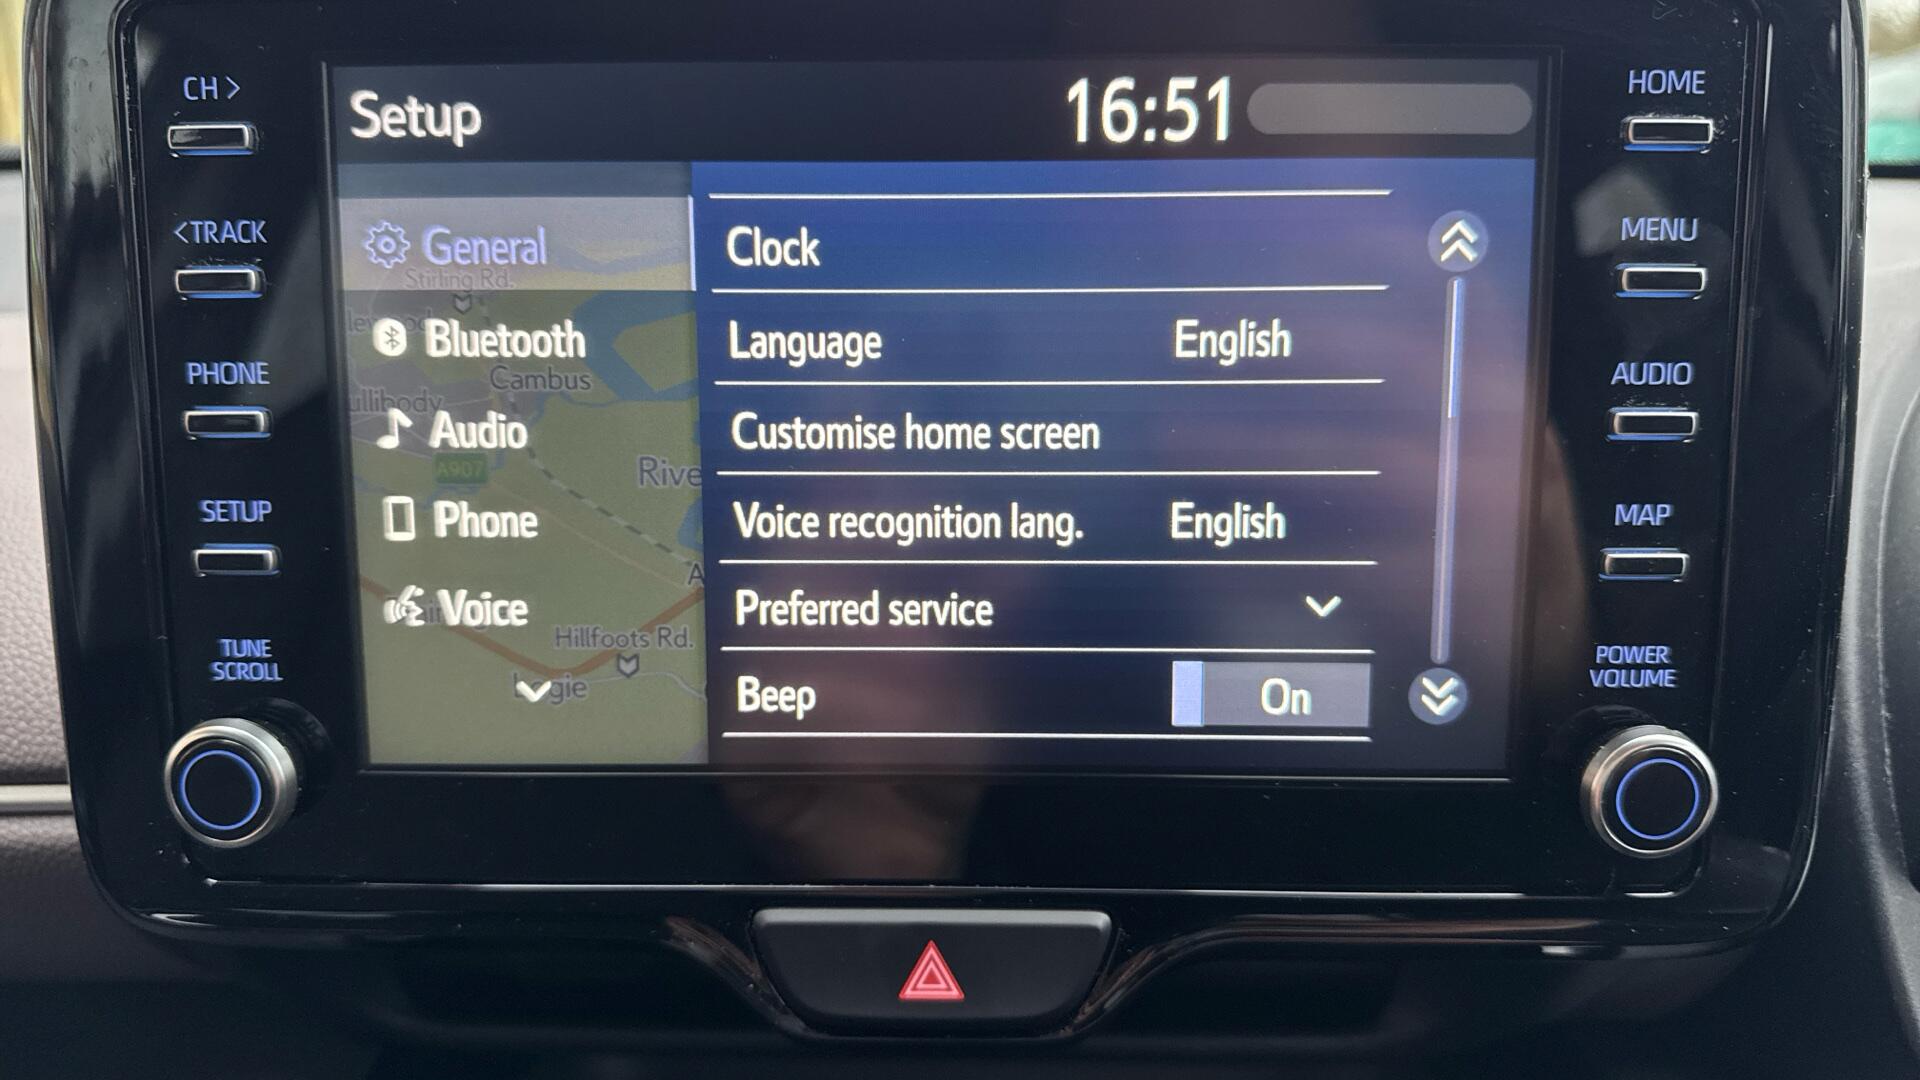 CH >
<TRACK
PHONE
SETUP
TUNE
SCROLL
Setup
16:51
General
Stirling Rd.
Bluetooth
Cambus
Audio
A907
Rive
Phone
Voice
Hillfoots Rd.
Logie
Clock
Language English
Customise home screen
Voice recognition lang. English
Preferred service
Beep On
HOME
MENU
AUDIO
MAP
POWER
VOLUME